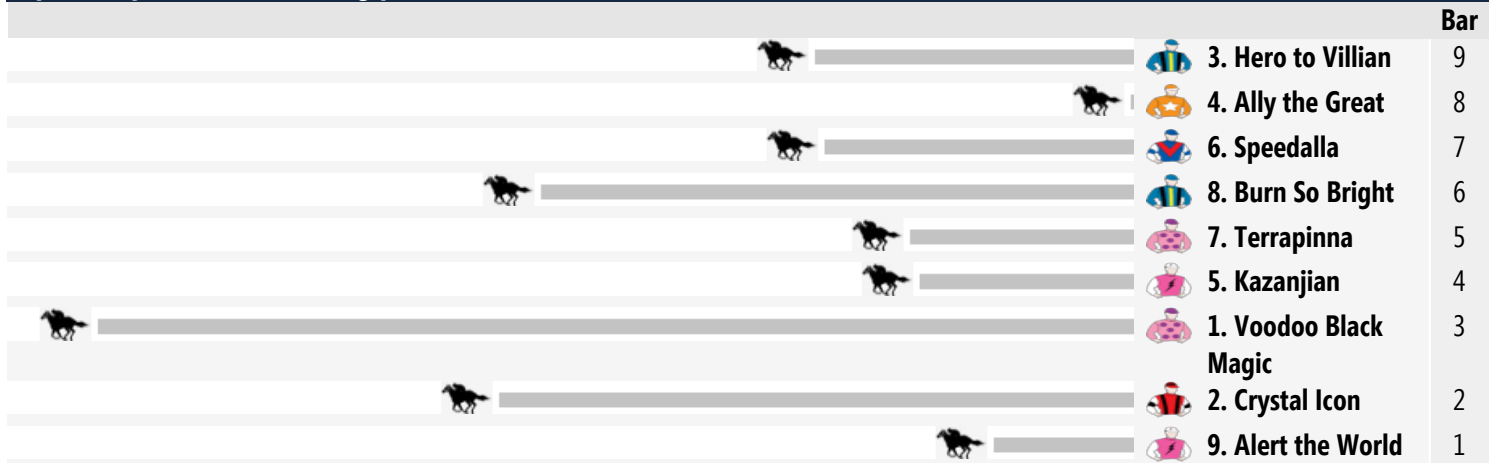 Bar
3. Hero to Villian 9
4. Ally the Great 8
6. Speedalla 7
8. Burn So Bright 6
7. Terrapinna 5
5. Kazanjian 4
1. Voodoo Black 3
Magic
2. Crystal Icon 2
9. Alert the World 1